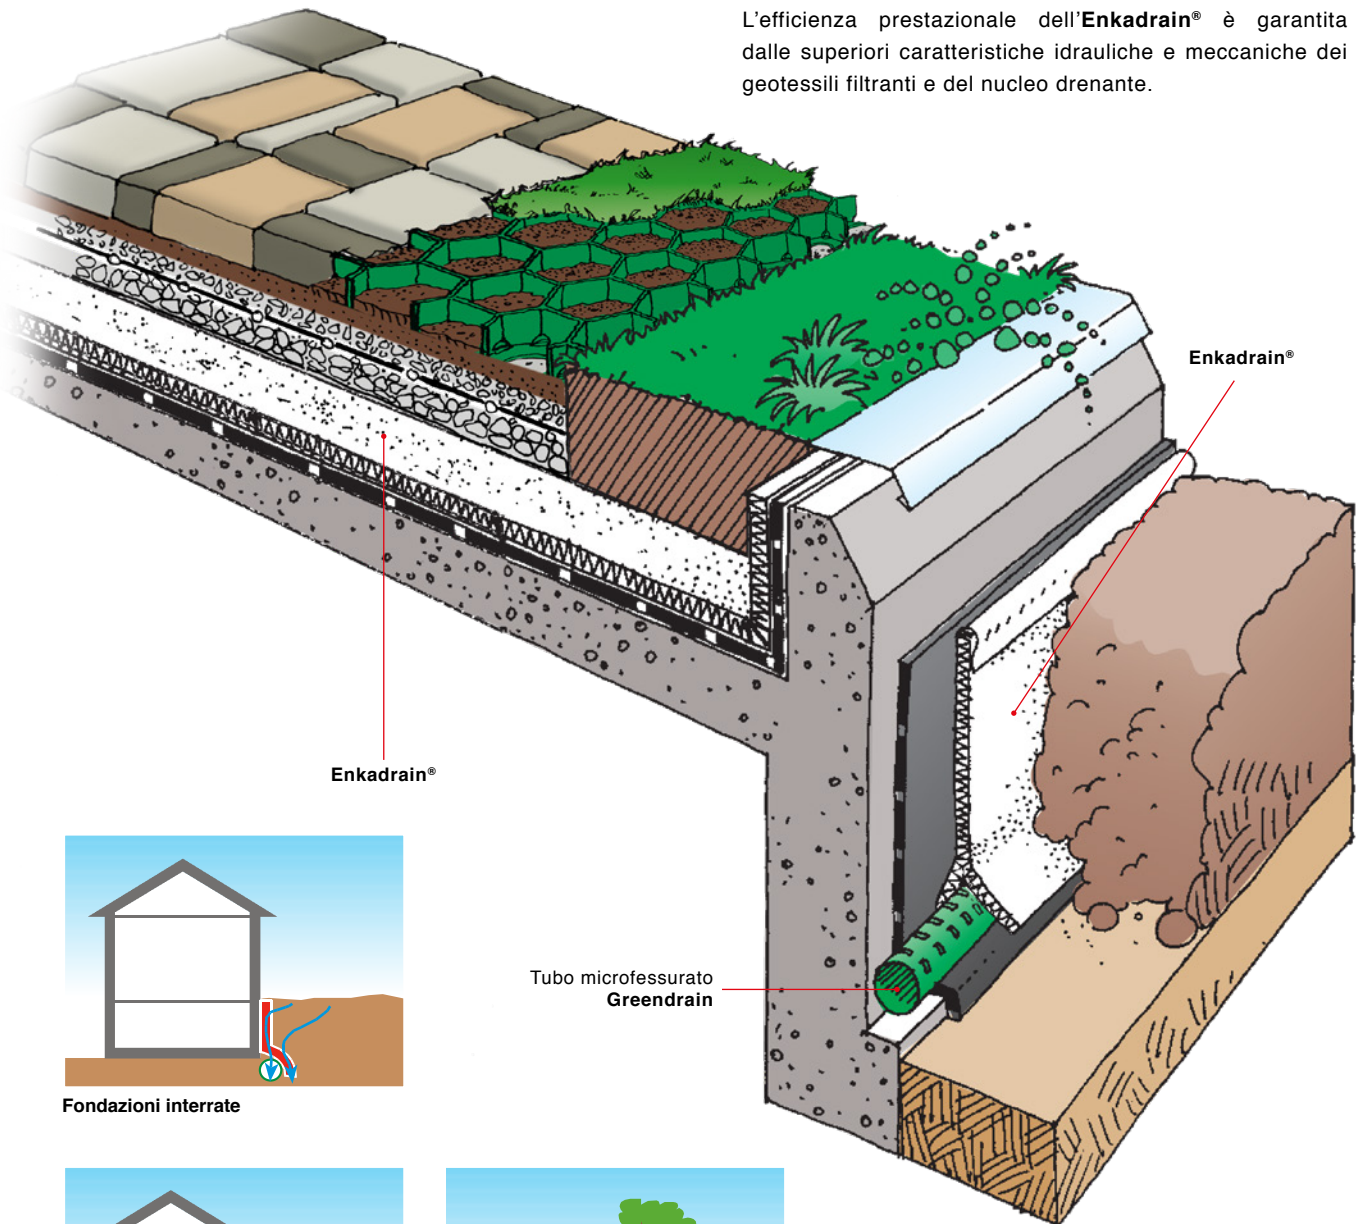 L'efficienza prestazionale dell'Enkadrain® è garantita
dalle superiori caratteristiche idrauliche e meccaniche dei
geotessili filtranti e del nucleo drenante.
Enkadrain®
Enkadrain®
Tubo microfessurato
Greendrain
Fondazioni interrate